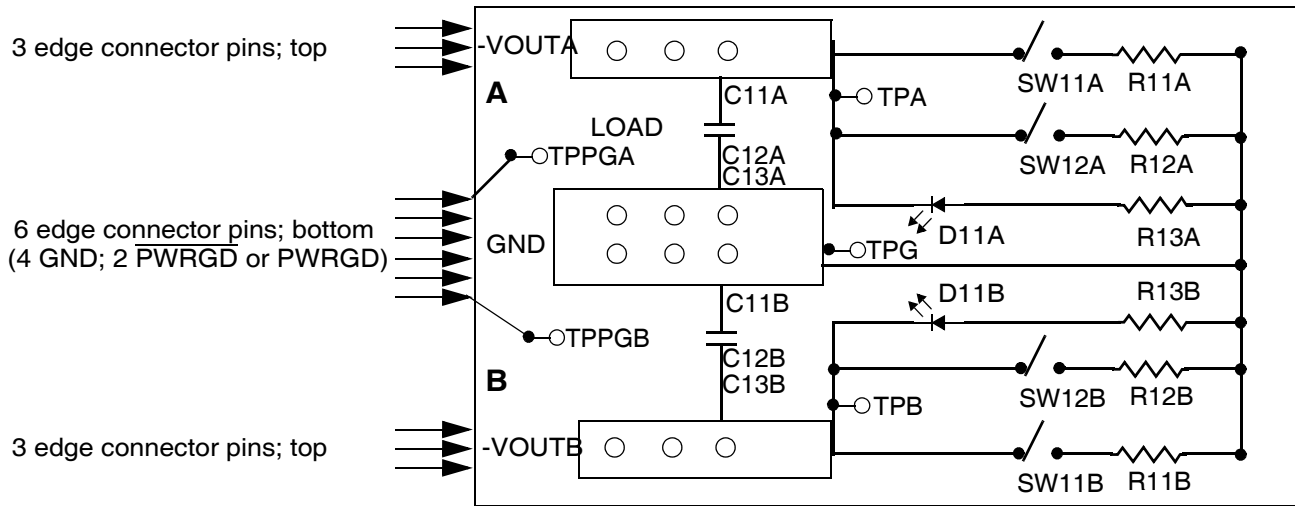 3 edge connector pins; top
-VOUTA
A
C11A
TPA
SW11A
R11A
LOAD
C12A
C13A
SW12A
R12A
TPPGA
D11A
R13A
6 edge connector pins; bottom
(4 GND; 2 P̅W̅R̅G̅D̅ or PWRGD)
GND
TPG
C11B
D11B
R13B
TPPGB
C12B
C13B
B
SW12B
R12B
TPB
3 edge connector pins; top
-VOUTB
SW11B
R11B